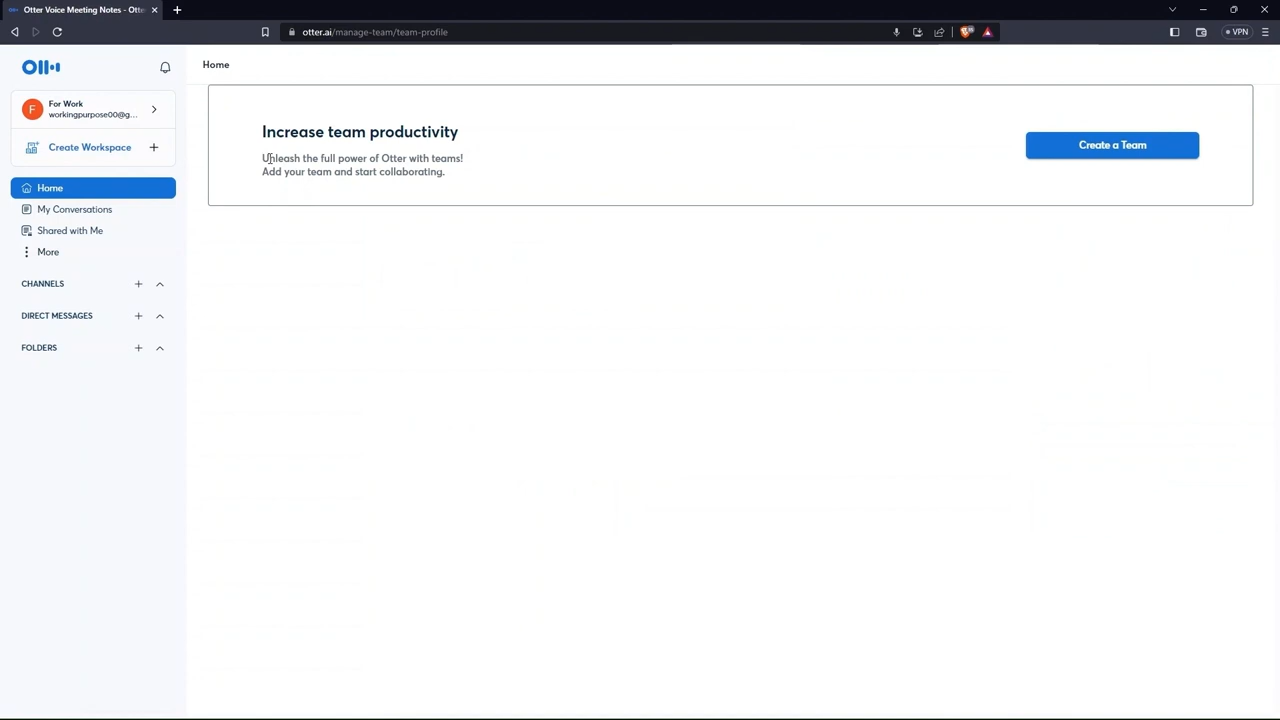 Otter Voice Meeting Notes - Otte
otter.ai/manage-team/team-profile
VPN
Home
F
For Work
workingpurpose00@g...
Create Workspace
Increase team productivity
Unleash the full power of Otter with teams!
Add your team and start collaborating.
Create a Team
Home
My Conversations
Shared with Me
More
CHANNELS
DIRECT MESSAGES
FOLDERS